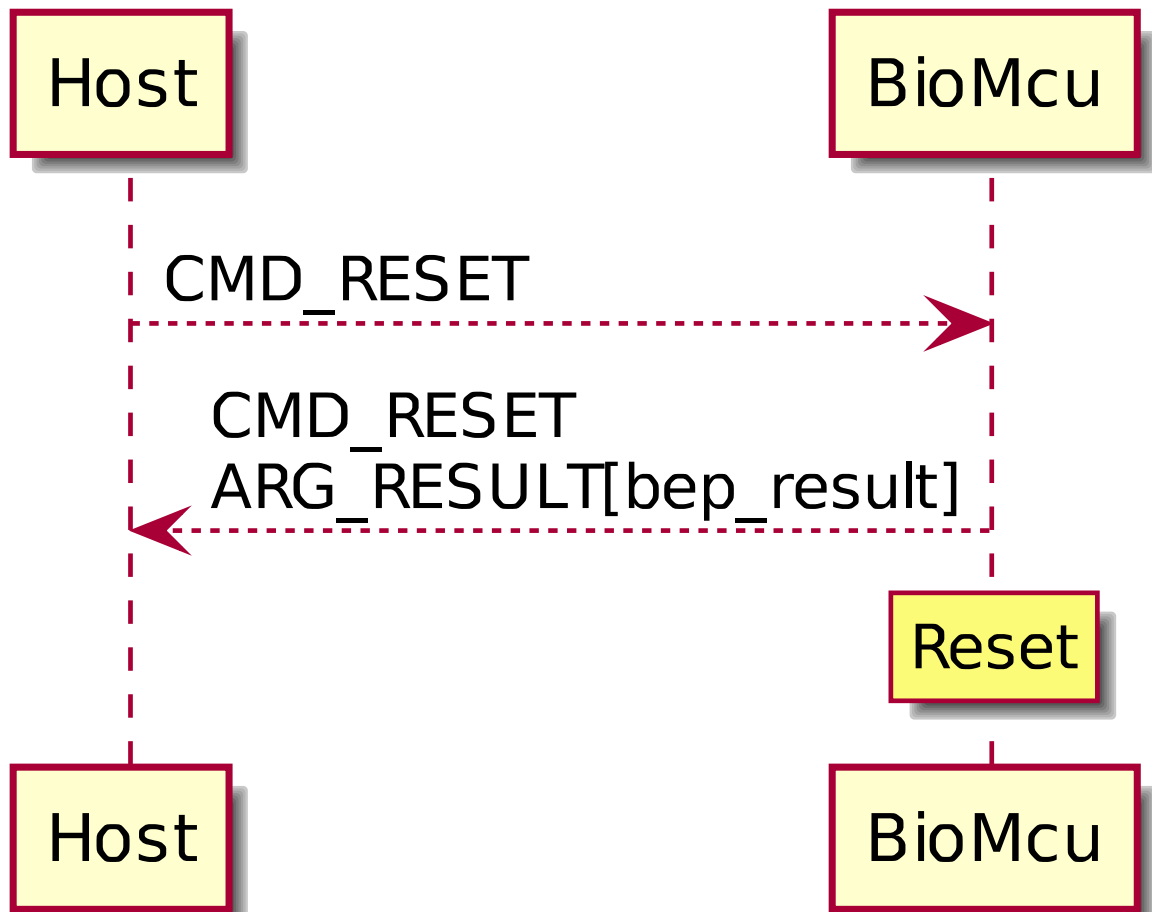 Host
BioMcu
CMD_RESET
CMD_RESET
ARG_RESULT[bep_result]
Reset
Host
BioMcu